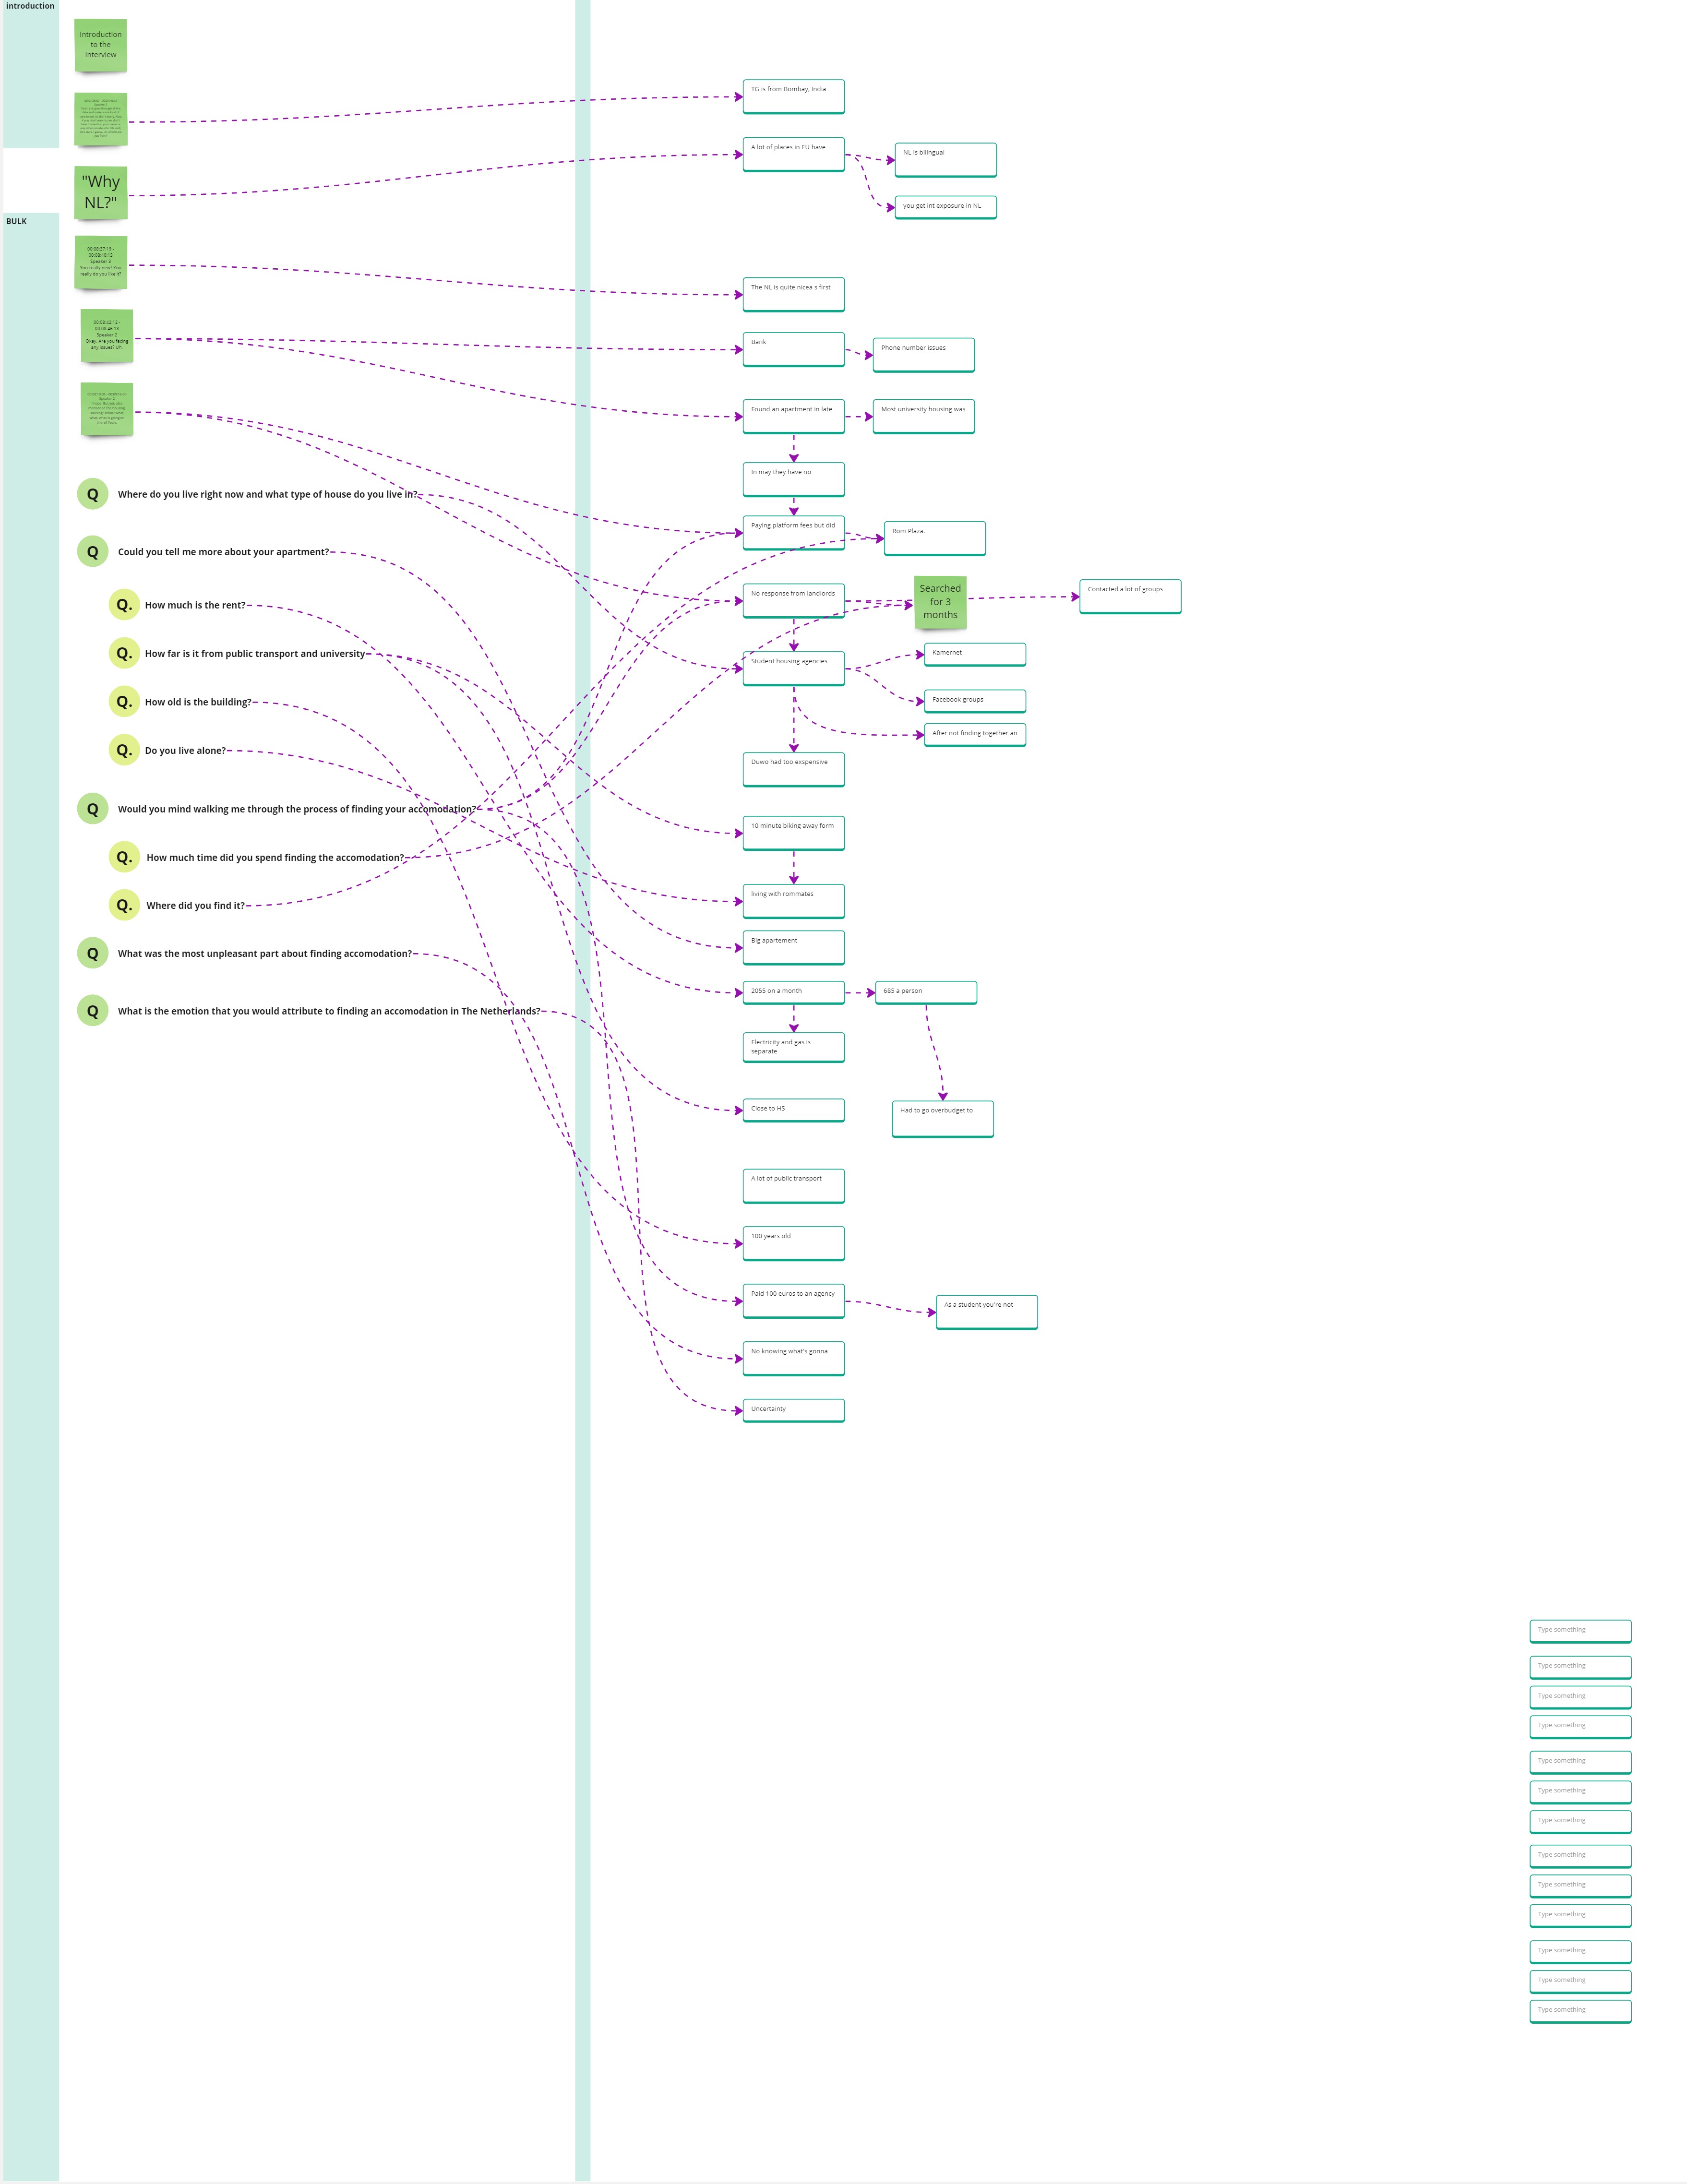 introduction
Introduction
to the
Interview
TG is from Bombay, India
A lot of places in EU have
NL is bilingual
you get int exposure in NL
"Why
NL?"
BULK
00:08:37:19 -
00:08:40:13
Speaker 3
You really new? You
really do you like it?
The NL is quite nicea s first
00:08:42:12 -
00:08:46:18
Speaker 2
Okay. Are you facing
any issues? Uh.
Bank
Phone number issues
Found an apartment in late
Most university housing was
In may they have no
Q
Where do you live right now and what type of house do you live in?
Paying platform fees but did
Rom Plaza.
Q
Could you tell me more about your apartment?
No response from landlords
Searched
for 3
months
Contacted a lot of groups
Q.
How much is the rent?
Q.
How far is it from public transport and university
Student housing agencies
Kamernet
Facebook groups
After not finding together an
Q.
How old is the building?
Q.
Do you live alone?
Duwo had too exspensive
Q
Would you mind walking me through the process of finding your accomodation?
10 minute biking away form
Q.
How much time did you spend finding the accomodation?
living with rommates
Q.
Where did you find it?
Big apartement
Q
What was the most unpleasant part about finding accomodation?
2055 on a month
685 a person
Q
What is the emotion that you would attribute to finding an accomodation in The Netherlands?
Electricity and gas is
separate
Close to HS
Had to go overbudget to
A lot of public transport
100 years old
Paid 100 euros to an agency
As a student you're not
No knowing what's gonna
Uncertainty
Type something
Type something
Type something
Type something
Type something
Type something
Type something
Type something
Type something
Type something
Type something
Type something
Type something